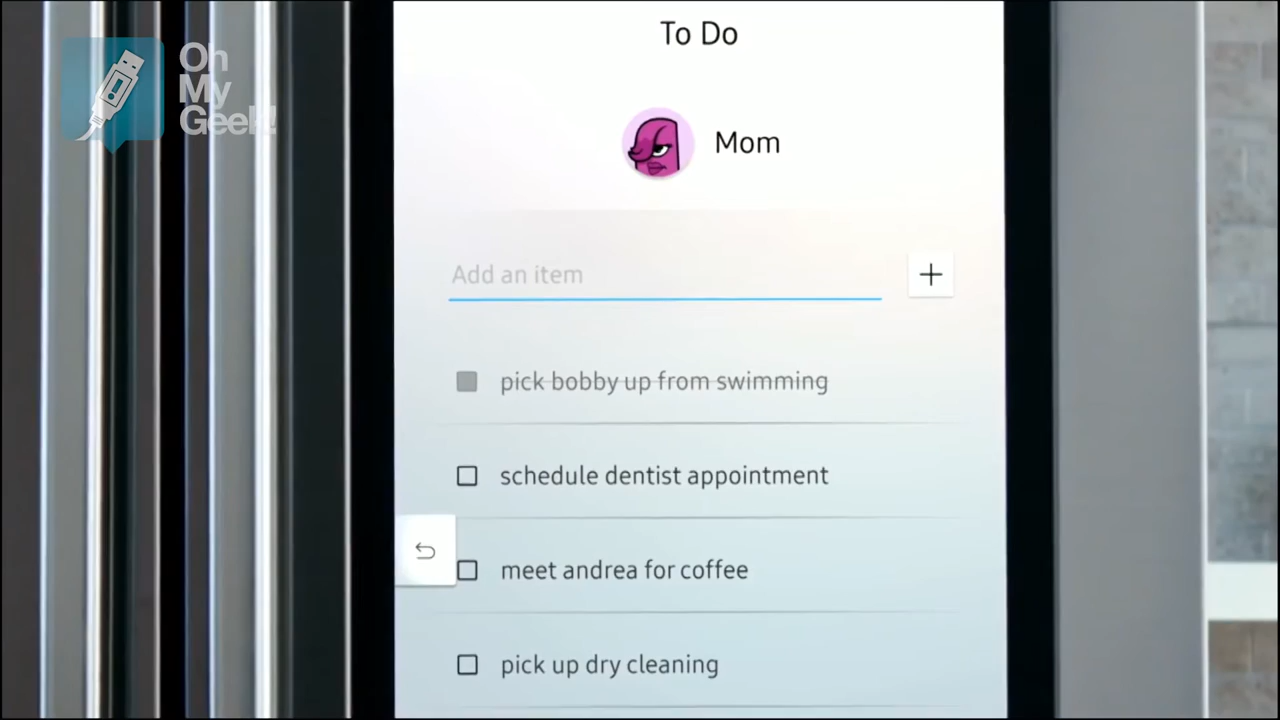 Oh
My
Geek!
To Do
Mom
Add an item
pick bobby up from swimming
schedule dentist appointment
meet andrea for coffee
pick up dry cleaning